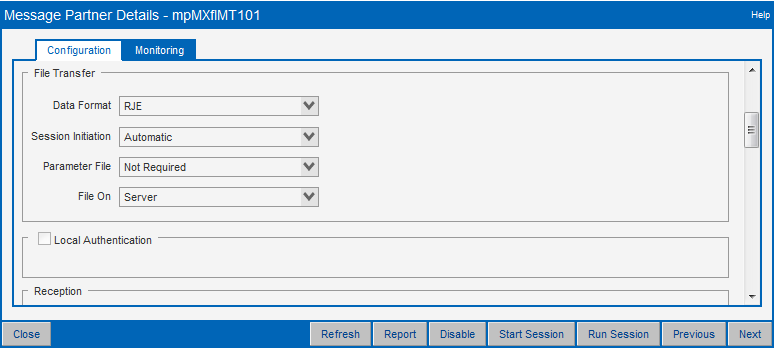 Message Partner Details - mpMXflMT101
Help
Configuration
Monitoring
File Transfer
Data Format RJE
Session Initiation Automatic
Parameter File Not Required
File On Server
Local Authentication
Reception
Close Refresh Report Disable Start Session Run Session Previous Next